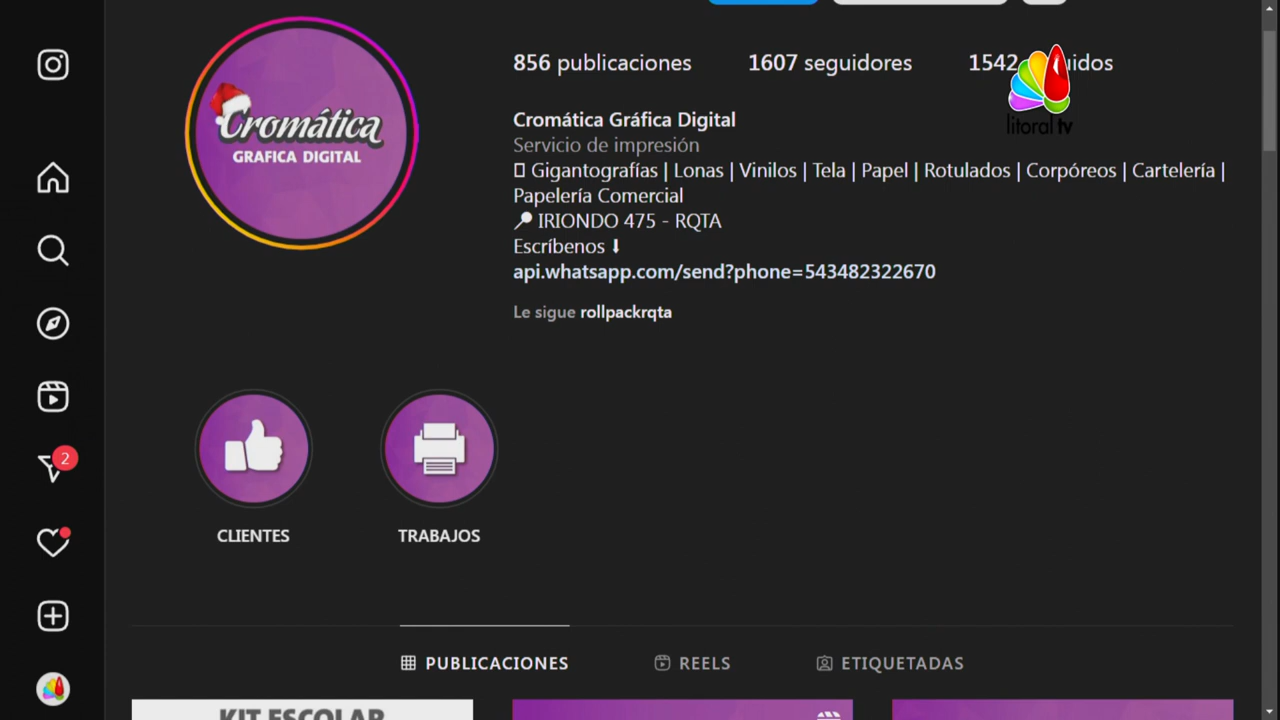 856 publicaciones
1607 seguidores
1542
idos
litoral tv
Cromática
GRAFICA DIGITAL
Cromática Gráfica Digital
Servicio de impresión
Gigantografías | Lonas | Vinilos | Tela | Papel | Rotulados | Corpóreos | Cartelería |
Papelería Comercial
IRIONDO 475 - RQTA
Escríbenos ⬇
api.whatsapp.com/send?phone=543482322670
Le sigue rollpackrqta
2
CLIENTES
TRABAJOS
PUBLICACIONES
REELS
ETIQUETADAS
KIT ESCOLAR